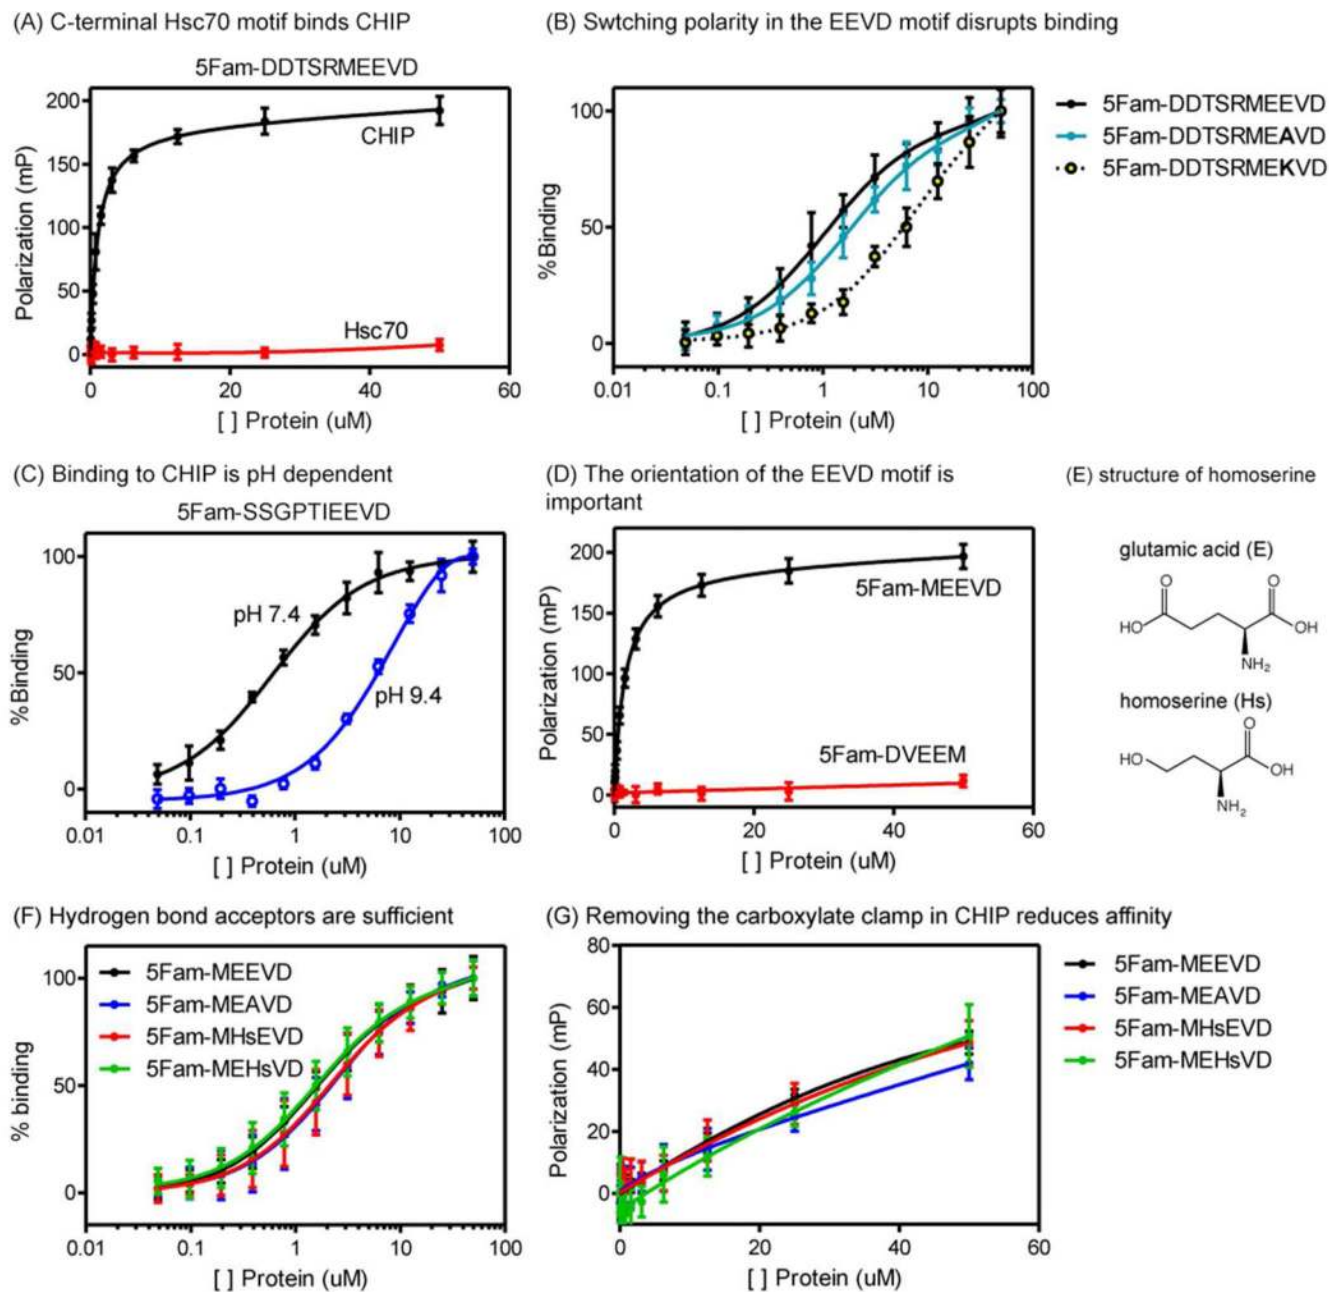 (A) C-terminal Hsc70 motif binds CHIP
5Fam-DDTSRMEEVD
200
150
100
50
0
Polarization (mP)
CHIP
Hsc70
0
20
40
60
[ ] Protein (uM)
(B) Swtching polarity in the EEVD motif disrupts binding
100
50
0
%Binding
0.01
0.1
1
10
100
[ ] Protein (uM)
5Fam-DDTSRMEEVD
5Fam-DDTSRMEAVD
5Fam-DDTSRMEKVD
(C) Binding to CHIP is pH dependent
5Fam-SSGPTIEEVD
100
50
0
%Binding
pH 7.4
pH 9.4
0.01
0.1
1
10
100
[ ] Protein (uM)
(D) The orientation of the EEVD motif is
important
200
150
100
50
0
Polarization (mP)
5Fam-MEEVD
5Fam-DVEEM
0
20
40
60
[ ] Protein (uM)
(E) structure of homoserine
glutamic acid (E)
O
O
HO
OH
NH2
homoserine (Hs)
O
HO
OH
NH2
(F) Hydrogen bond acceptors are sufficient
100
50
0
% binding
5Fam-MEEVD
5Fam-MEAVD
5Fam-MHsEVD
5Fam-MEHsVD
0.01
0.1
1
10
100
[ ] Protein (uM)
(G) Removing the carboxylate clamp in CHIP reduces affinity
80
60
40
20
0
Polarization (mP)
0
20
40
60
[ ] Protein (uM)
5Fam-MEEVD
5Fam-MEAVD
5Fam-MHsEVD
5Fam-MEHsVD